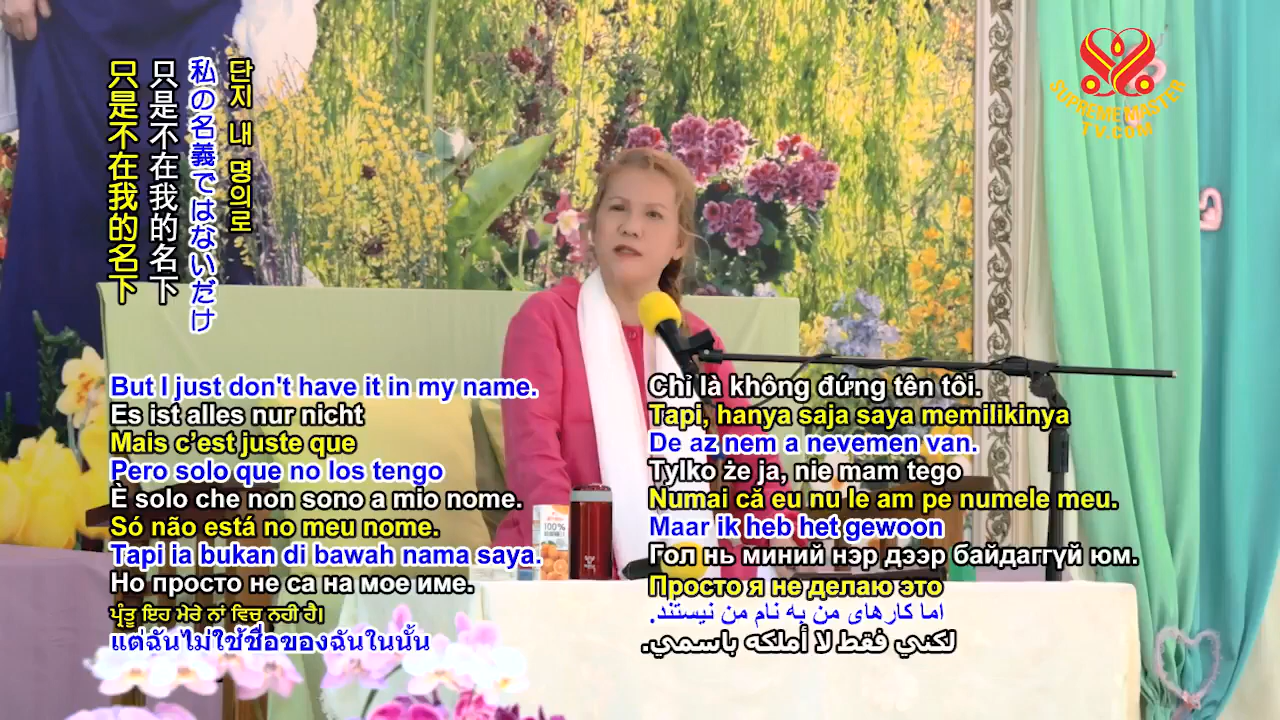 단지 내 명의로
私の名義ではないだけ
只是不在我的名下
只是不在我的名下
SUPREME MASTER
TV.COM
But I just don't have it in my name.
Es ist alles nur nicht
Mais c’est juste que
Pero solo que no los tengo
È solo che non sono a mio nome.
Só não está no meu nome.
Tapi ia bukan di bawah nama saya.
Но просто не са на мое име.
ਪ੍ਰੰਤੂ ਇਹ ਮੇਰੇ ਨਾਂ ਵਿਚ ਨਹੀ ਹੈ।
แต่ฉันไม่ใช้ชื่อของฉันในนั้น
Chỉ là không đứng tên tôi.
Tapi, hanya saja saya memilikinya
De az nem a nevemen van.
Tylko że ja, nie mam tego
Numai că eu nu le am pe numele meu.
Maar ik heb het gewoon
Гол нь миний нэр дээр байдаггүй юм.
Просто я не делаю это
اما کارهای من به نام من نیستند.
لكني فقط لا أملكه باسمي.
100%